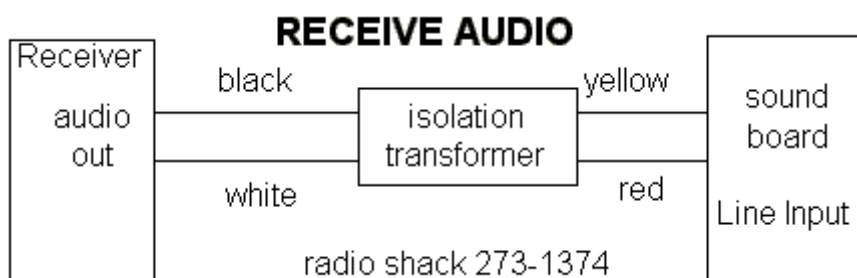 RECEIVE AUDIO
Receiver
audio
out
black
white
isolation
transformer
yellow
red
sound
board
Line Input
radio shack 273-1374